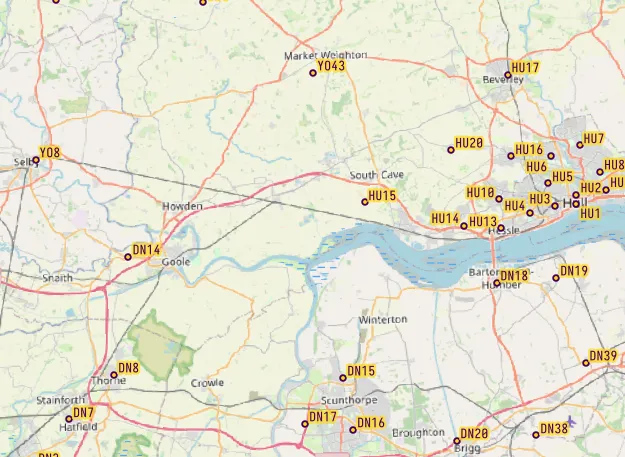 Market Weighton
YO43
HU17
Beverley
HU20
HU16
HU7
YO8
Selby
HU6
HU8
South Cave
HU5
HU2
HU
HU15
HU10
HU3
Hull
Howden
HU4
HU1
HU14
HU13
Hessle
DN14
Goole
Snaith
Barton-
Humber
DN18
DN19
Winterton
DN39
DN8
Thorne
Crowle
DN15
Stainforth
Scunthorpe
DN7
Hatfield
DN17
DN16
Broughton
DN20
Brigg
DN38